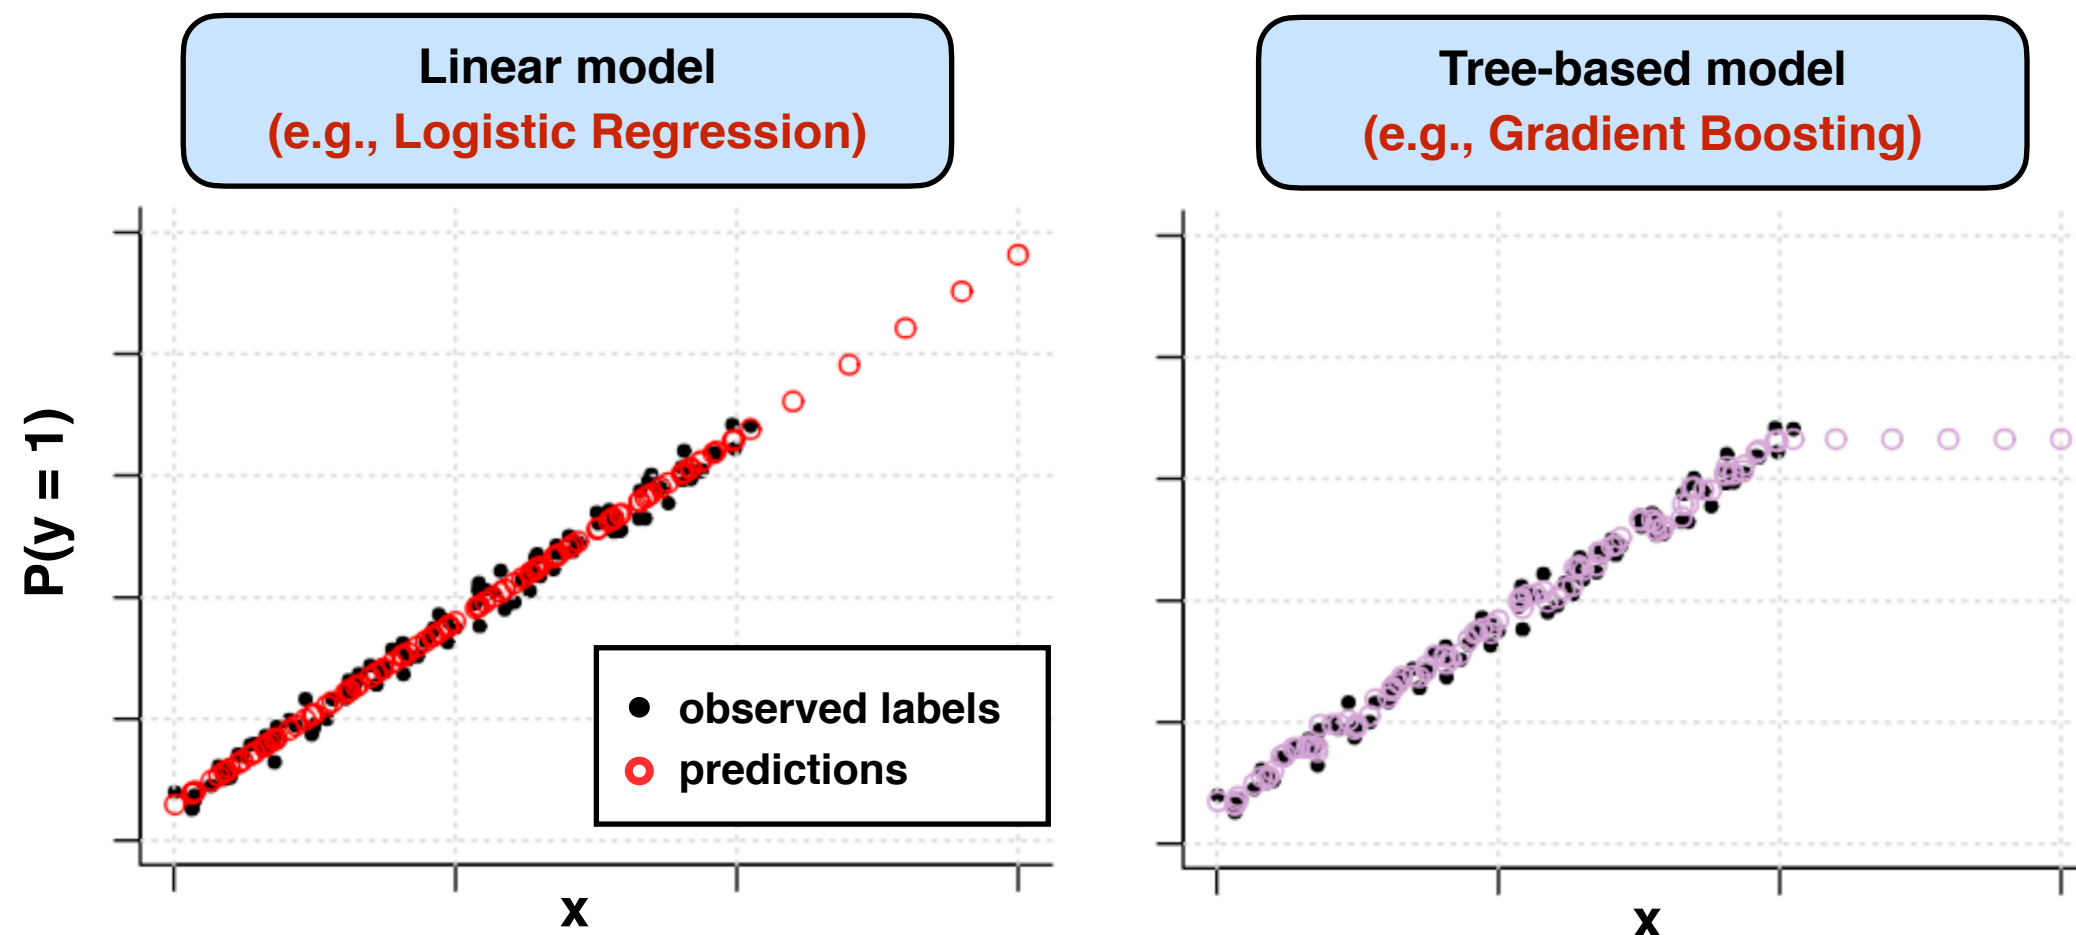 Linear model
(e.g., Logistic Regression)
Tree-based model
(e.g., Gradient Boosting)
P(y = 1)
observed labels
predictions
x
x